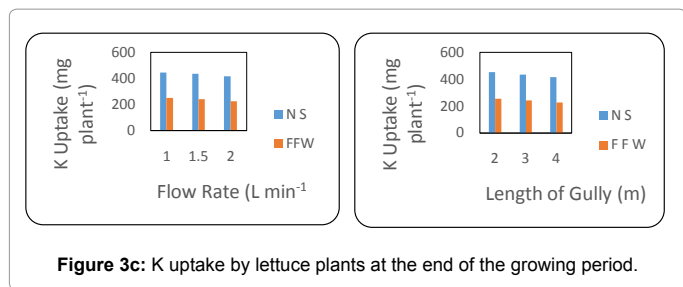 K Uptake (mg
plant-1)
600
400
200
0
1 1.5 2
Flow Rate (L min-1
N S
FFW
K Uptake (mg
plant-1)
600
400
200
0
2 3 4
Length of Gully (m)
N S
F F W
Figure 3c: K uptake by lettuce plants at the end of the growing period.